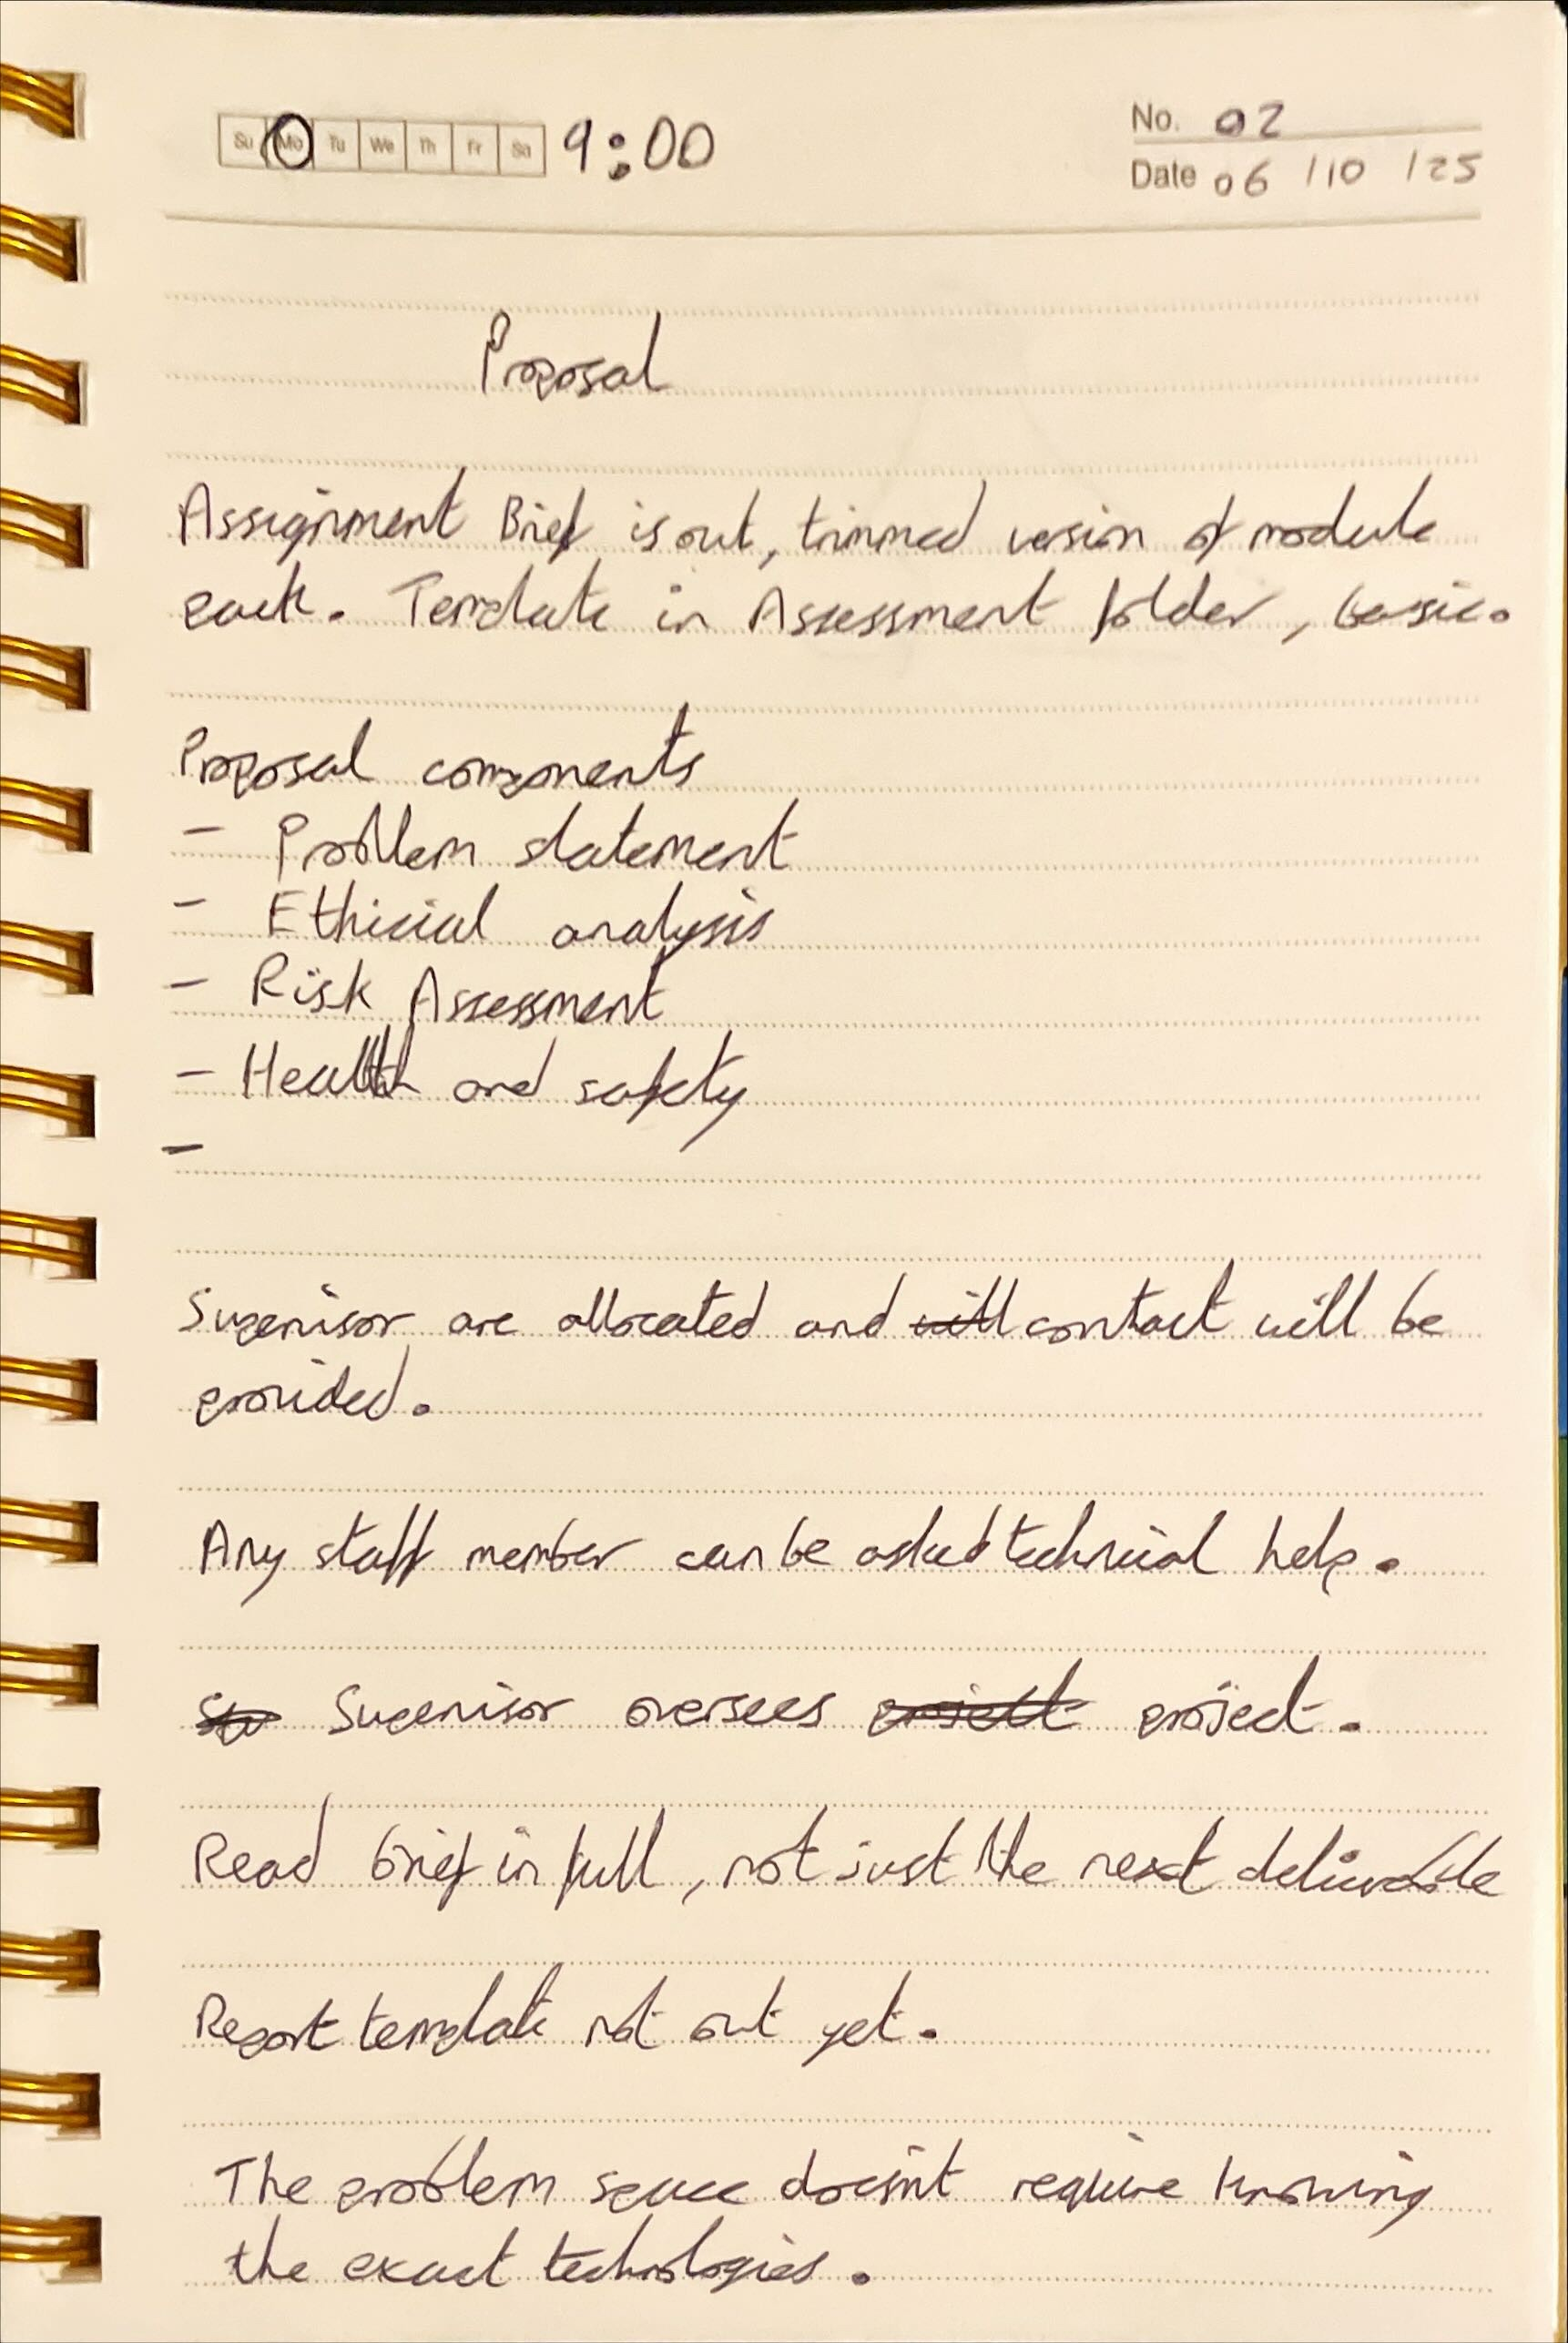 Su Mo Tu We Th Fr Sa 9:00
No. 02
Date 06 / 10 / 25
Proposal
Assignment Brief is out, trimmed version of module
pack. Template in Assessment folder, basic.
Proposal components
- Problem statement
- Ethicial analysis
- Risk Assessment
- Health and safety
-
Supervisor are allocated and will contact will be
provided.
Any staff member can be asked technical help.
Su Supervisor oversees project project.
Read brief in full, not just the next deliverable
Report template not out yet.
The problem space doesn't require knowing
the exact technologies.